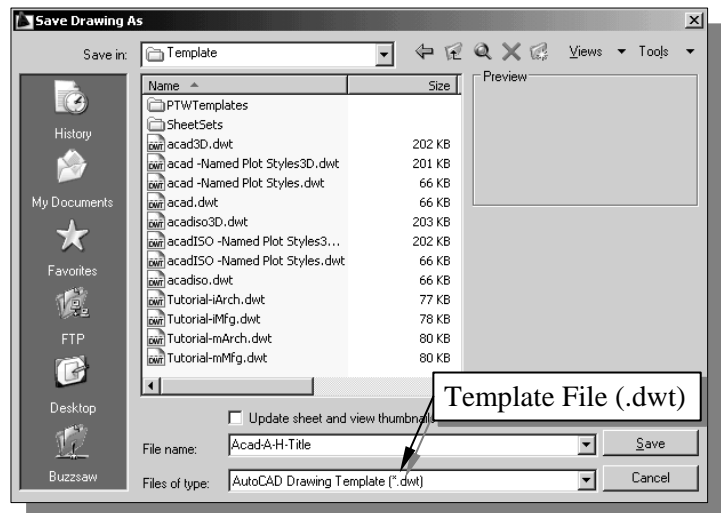 Save Drawing As
Save in: Template Views Tools
Name Size Preview
PTWTemplates
SheetSets
acad3D.dwt 202 KB
acad -Named Plot Styles3D.dwt 201 KB
acad -Named Plot Styles.dwt 66 KB
acad.dwt 66 KB
acadiso3D.dwt 203 KB
acadISO -Named Plot Styles3... 202 KB
acadISO -Named Plot Styles.dwt 66 KB
acadiso.dwt 66 KB
Tutorial-iArch.dwt 77 KB
Tutorial-iMfg.dwt 78 KB
Tutorial-mArch.dwt 80 KB
Tutorial-mMfg.dwt 80 KB
History
My Documents
Favorites
FTP
Desktop
Buzzsaw
Template File (.dwt)
Update sheet and view thumbnails
File name: Acad-A-H-Title Save
Files of type: AutoCAD Drawing Template (*.dwt) Cancel